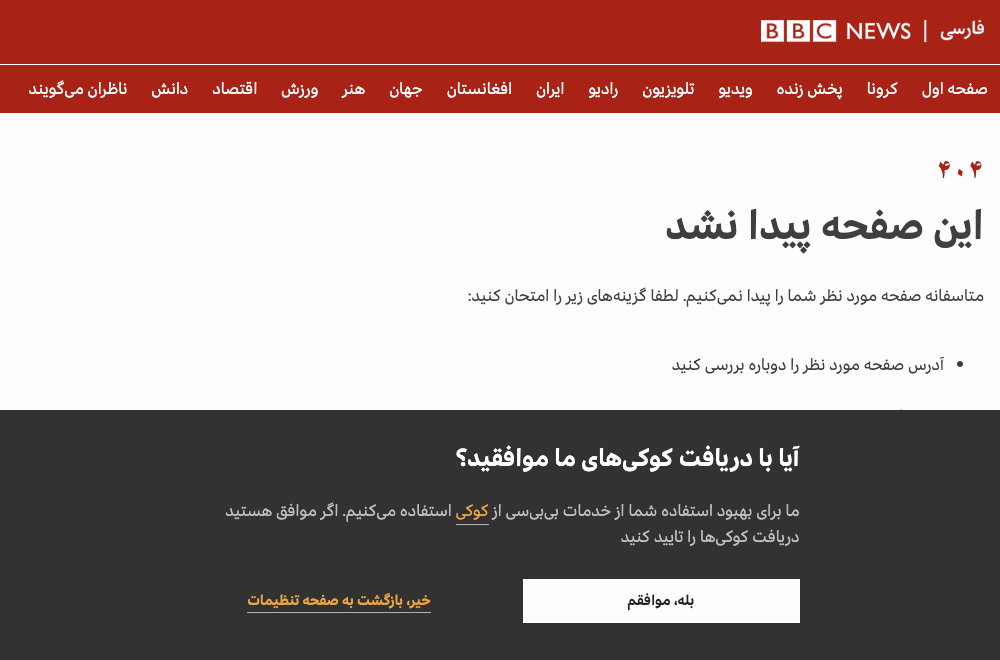 BBC NEWS | فارسی
صفحه اول کرونا پخش زنده ویدیو تلویزیون رادیو ایران افغانستان جهان هنر ورزش اقتصاد دانش ناظران می‌گویند
۴۰۴
این صفحه پیدا نشد
متاسفانه صفحه مورد نظر شما را پیدا نمی‌کنیم. لطفا گزینه‌های زیر را امتحان کنید:
• آدرس صفحه مورد نظر را دوباره بررسی کنید
آیا با دریافت کوکی‌های ما موافقید؟
ما برای بهبود استفاده شما از خدمات بی‌بی‌سی از کوکی استفاده می‌کنیم. اگر موافق هستید
دریافت کوکی‌ها را تایید کنید
بله، موافقم
خیر، بازگشت به صفحه تنظیمات